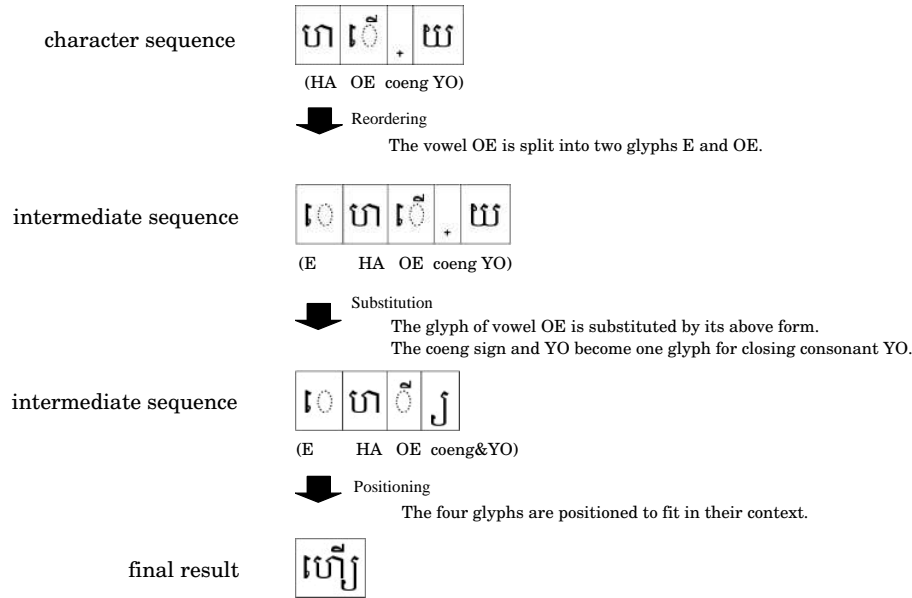 character sequence
ហ ើ ្ យ
(HA OE coeng YO)
Reordering
The vowel OE is split into two glyphs E and OE.
intermediate sequence
េ ហ ើ ្ យ
(E HA OE coeng YO)
Substitution
The glyph of vowel OE is substituted by its above form.
The coeng sign and YO become one glyph for closing consonant YO.
intermediate sequence
េ ហ ី ្យ
(E HA OE coeng&YO)
Positioning
The four glyphs are positioned to fit in their context.
final result
ហើ្យ